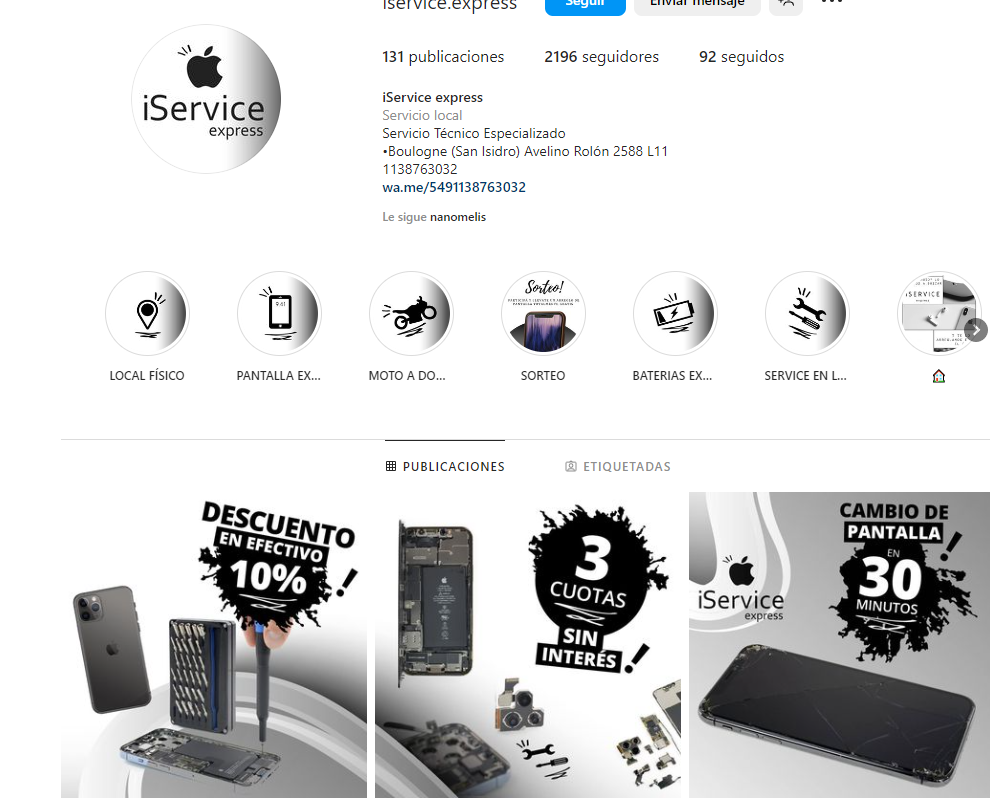 iservice.express
Seguir
Enviar mensaje
iService
express
131 publicaciones
2196 seguidores
92 seguidos
iService express
Servicio local
Servicio Técnico Especializado
•Boulogne (San Isidro) Avelino Rolón 2588 L11
1138763032
wa.me/5491138763032
Le sigue nanomelis
9:41
Sorteo!
iSERVICE
LOCAL FÍSICO
PANTALLA EX...
MOTO A DO...
SORTEO
BATERIAS EX...
SERVICE EN L...
PUBLICACIONES
ETIQUETADAS
DESCUENTO
EN EFECTIVO
10%
!
3
CUOTAS
SIN
INTERÉS
!
CAMBIO DE
PANTALLA
EN
!
30
MINUTOS
iService
express